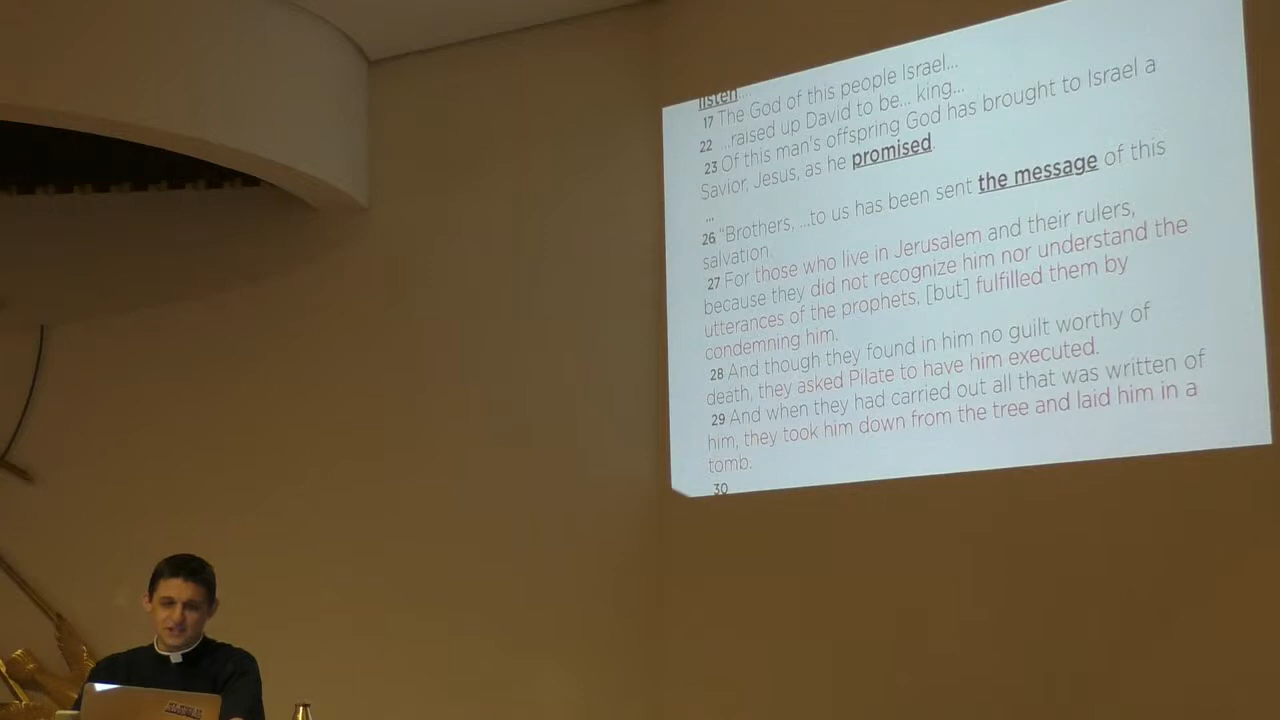 listen...
17 The God of this people Israel...
22 ...raised up David to be... king...
23 Of this man's offspring God has brought to Israel a
Savior, Jesus, as he promised.
...
26 "Brothers, ...to us has been sent the message of this
salvation.
27 For those who live in Jerusalem and their rulers,
because they did not recognize him nor understand the
utterances of the prophets, [but] fulfilled them by
condemning him.
28 And though they found in him no guilt worthy of
death, they asked Pilate to have him executed.
29 And when they had carried out all that was written of
him, they took him down from the tree and laid him in a
tomb.
30